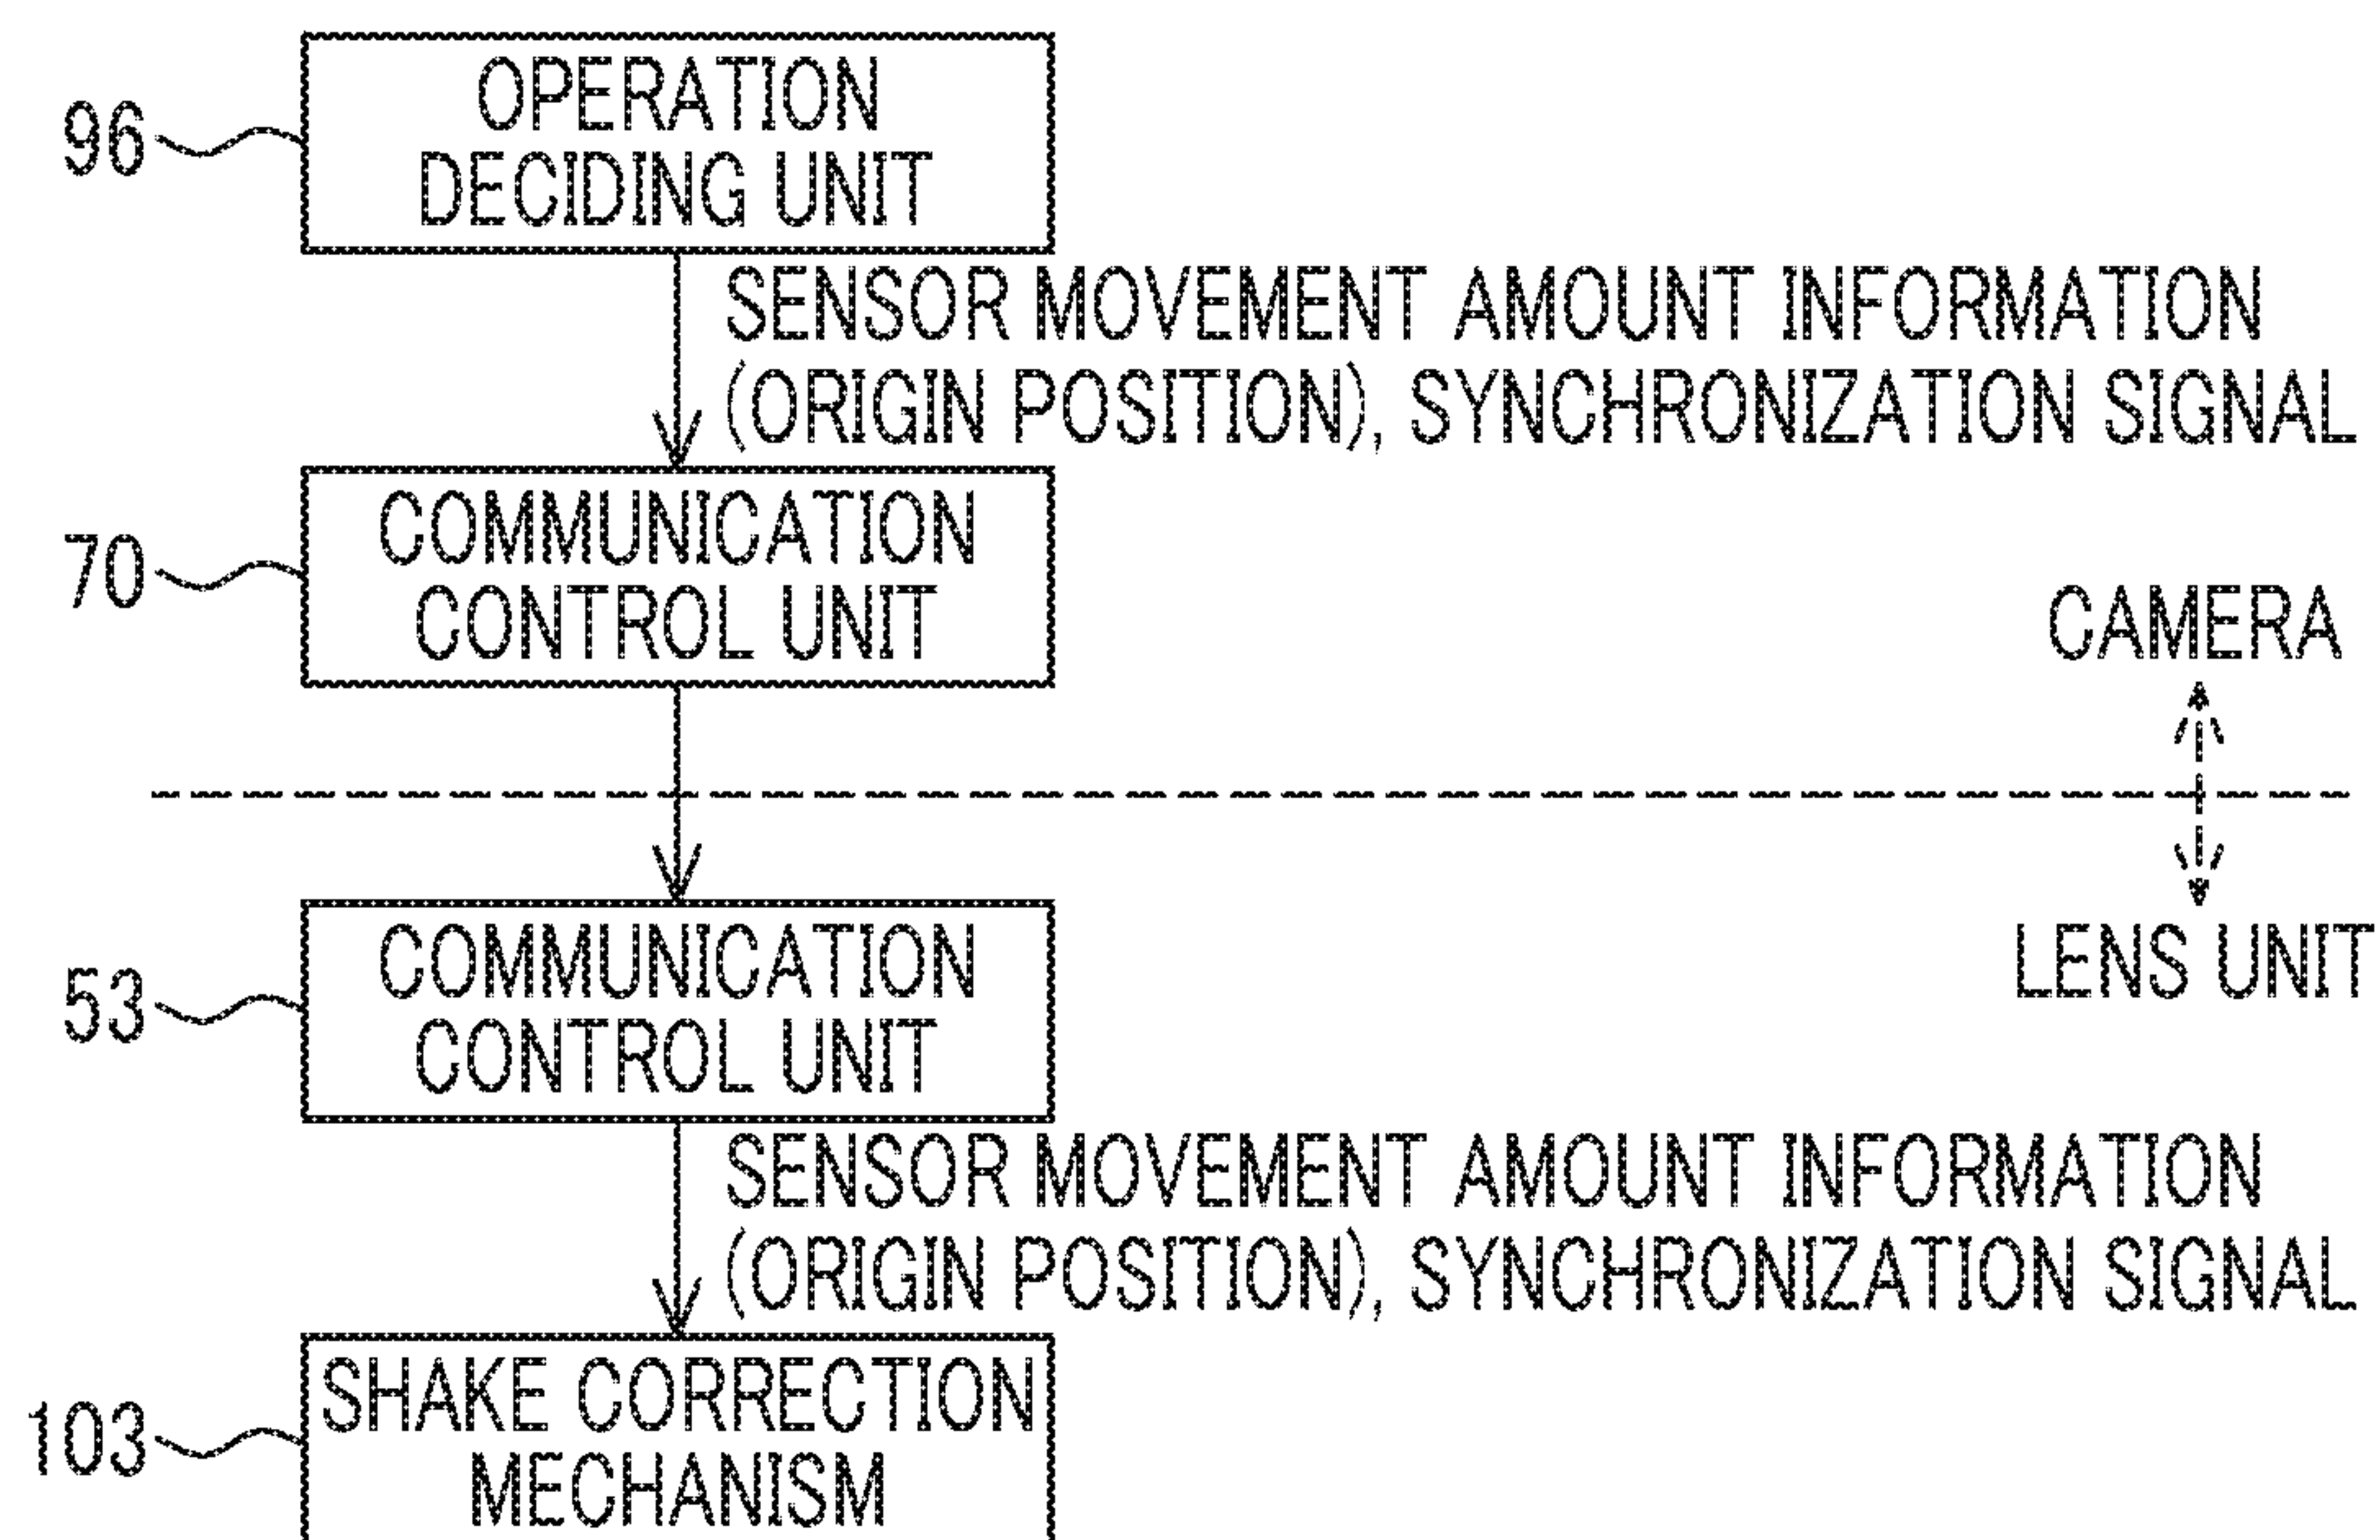 96
OPERATION
DECIDING UNIT
SENSOR MOVEMENT AMOUNT INFORMATION
(ORIGIN POSITION), SYNCHRONIZATION SIGNAL
70
COMMUNICATION
CONTROL UNIT
CAMERA
LENS UNIT
53
COMMUNICATION
CONTROL UNIT
SENSOR MOVEMENT AMOUNT INFORMATION
(ORIGIN POSITION), SYNCHRONIZATION SIGNAL
103
SHAKE CORRECTION
MECHANISM